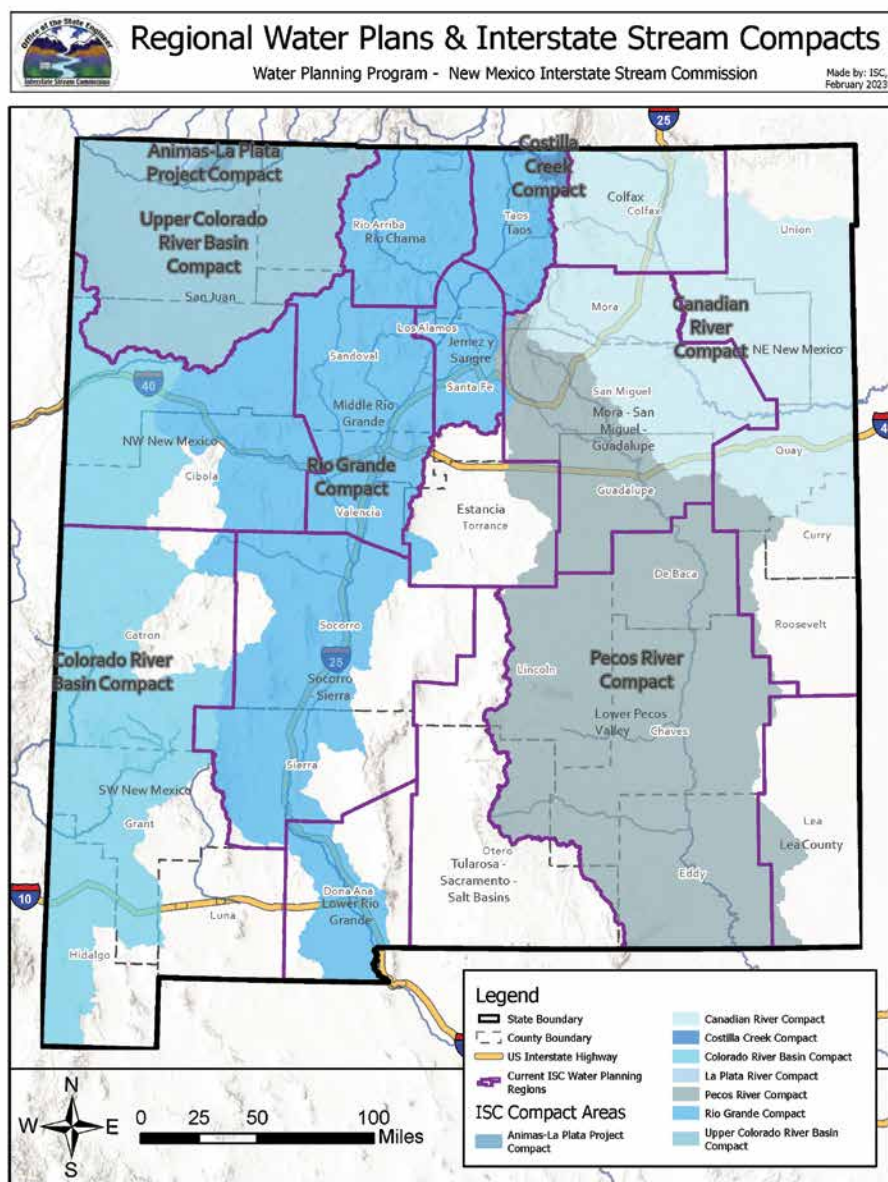 Office of the State Engineer
Interstate Stream Commission
Regional Water Plans & Interstate Stream Compacts
Water Planning Program - New Mexico Interstate Stream Commission
Made by: ISC,
February 2023
25
Animas-La Plata
Project Compact
Costilla
Creek
Compact
Upper Colorado
River Basin
Compact
Colfax
Colfax
Rio Arriba
Rio Chama
Taos
Taos
Union
San Juan
Mora
Canadian
River
Compact
Los Alamos
Jemez y
Sangre
Sandoval
NE New Mexico
40
Santa Fe
San Miguel
Middle Rio
Grande
Mora - San
Miguel -
Guadalupe
NW New Mexico
Quay
Cibola
Rio Grande
Compact
Guadalupe
Valencia
Estancia
Torrance
Curry
De Baca
Catron
Socorro
Roosevelt
Colorado River
Basin Compact
25
Lincoln
Pecos River
Compact
Socorro
- Sierra
Lower Pecos
Valley
Chaves
Sierra
SW New Mexico
Grant
Lea
Lea County
Otero
Tularosa -
Sacramento -
Salt Basins
10
Dona Ana
Lower Rio
Grande
Eddy
Luna
Hidalgo
Legend
State Boundary
County Boundary
US Interstate Highway
Current ISC Water Planning
Regions
ISC Compact Areas
Animas-La Plata Project
Compact
Canadian River Compact
Costilla Creek Compact
Colorado River Basin Compact
La Plata River Compact
Pecos River Compact
Rio Grande Compact
Upper Colorado River Basin
Compact
N
W E
S
0 25 50 100
Miles